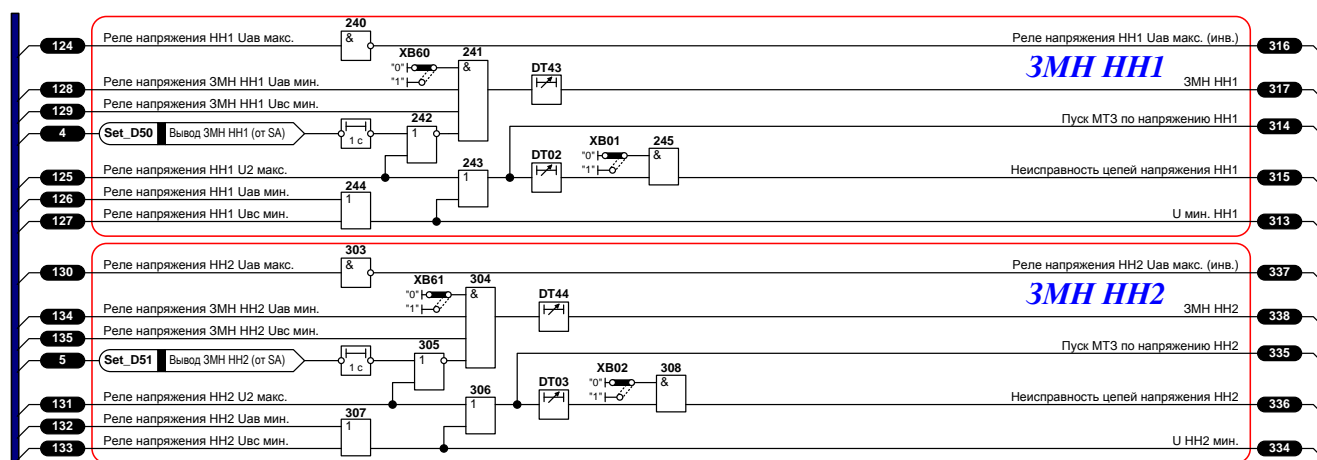 240
124 Реле напряжения НН1 Uав макс. & Реле напряжения НН1 Uав макс. (инв.) 316
ХВ60 241
"0" & DT43 ЗМН НН1
"1"
128 Реле напряжения ЗМН НН1 Uав мин. ЗМН НН1 317
129 Реле напряжения ЗМН НН1 Uвс мин.
242
4 Set_D50 Вывод ЗМН НН1 (от SA) 1 с 1 Пуск МТЗ по напряжению НН1 314
243 ХВ01 245
"0" &
DT02 "1"
125 Реле напряжения НН1 U2 макс. 1 Неисправность цепей напряжения НН1 315
244
126 Реле напряжения НН1 Uав мин. 1
127 Реле напряжения НН1 Uвс мин. U мин. НН1 313
303
130 Реле напряжения НН2 Uав макс. & Реле напряжения НН2 Uав макс. (инв.) 337
ХВ61 304
"0" & DT44 ЗМН НН2
"1"
134 Реле напряжения ЗМН НН2 Uав мин. ЗМН НН2 338
135 Реле напряжения ЗМН НН2 Uвс мин.
305
5 Set_D51 Вывод ЗМН НН2 (от SA) 1 с 1 Пуск МТЗ по напряжению НН2 335
306 ХВ02 308
"0" &
DT03 "1"
131 Реле напряжения НН2 U2 макс. 1 Неисправность цепей напряжения НН2 336
307
132 Реле напряжения НН2 Uав мин. 1
133 Реле напряжения НН2 Uвс мин. U НН2 мин. 334